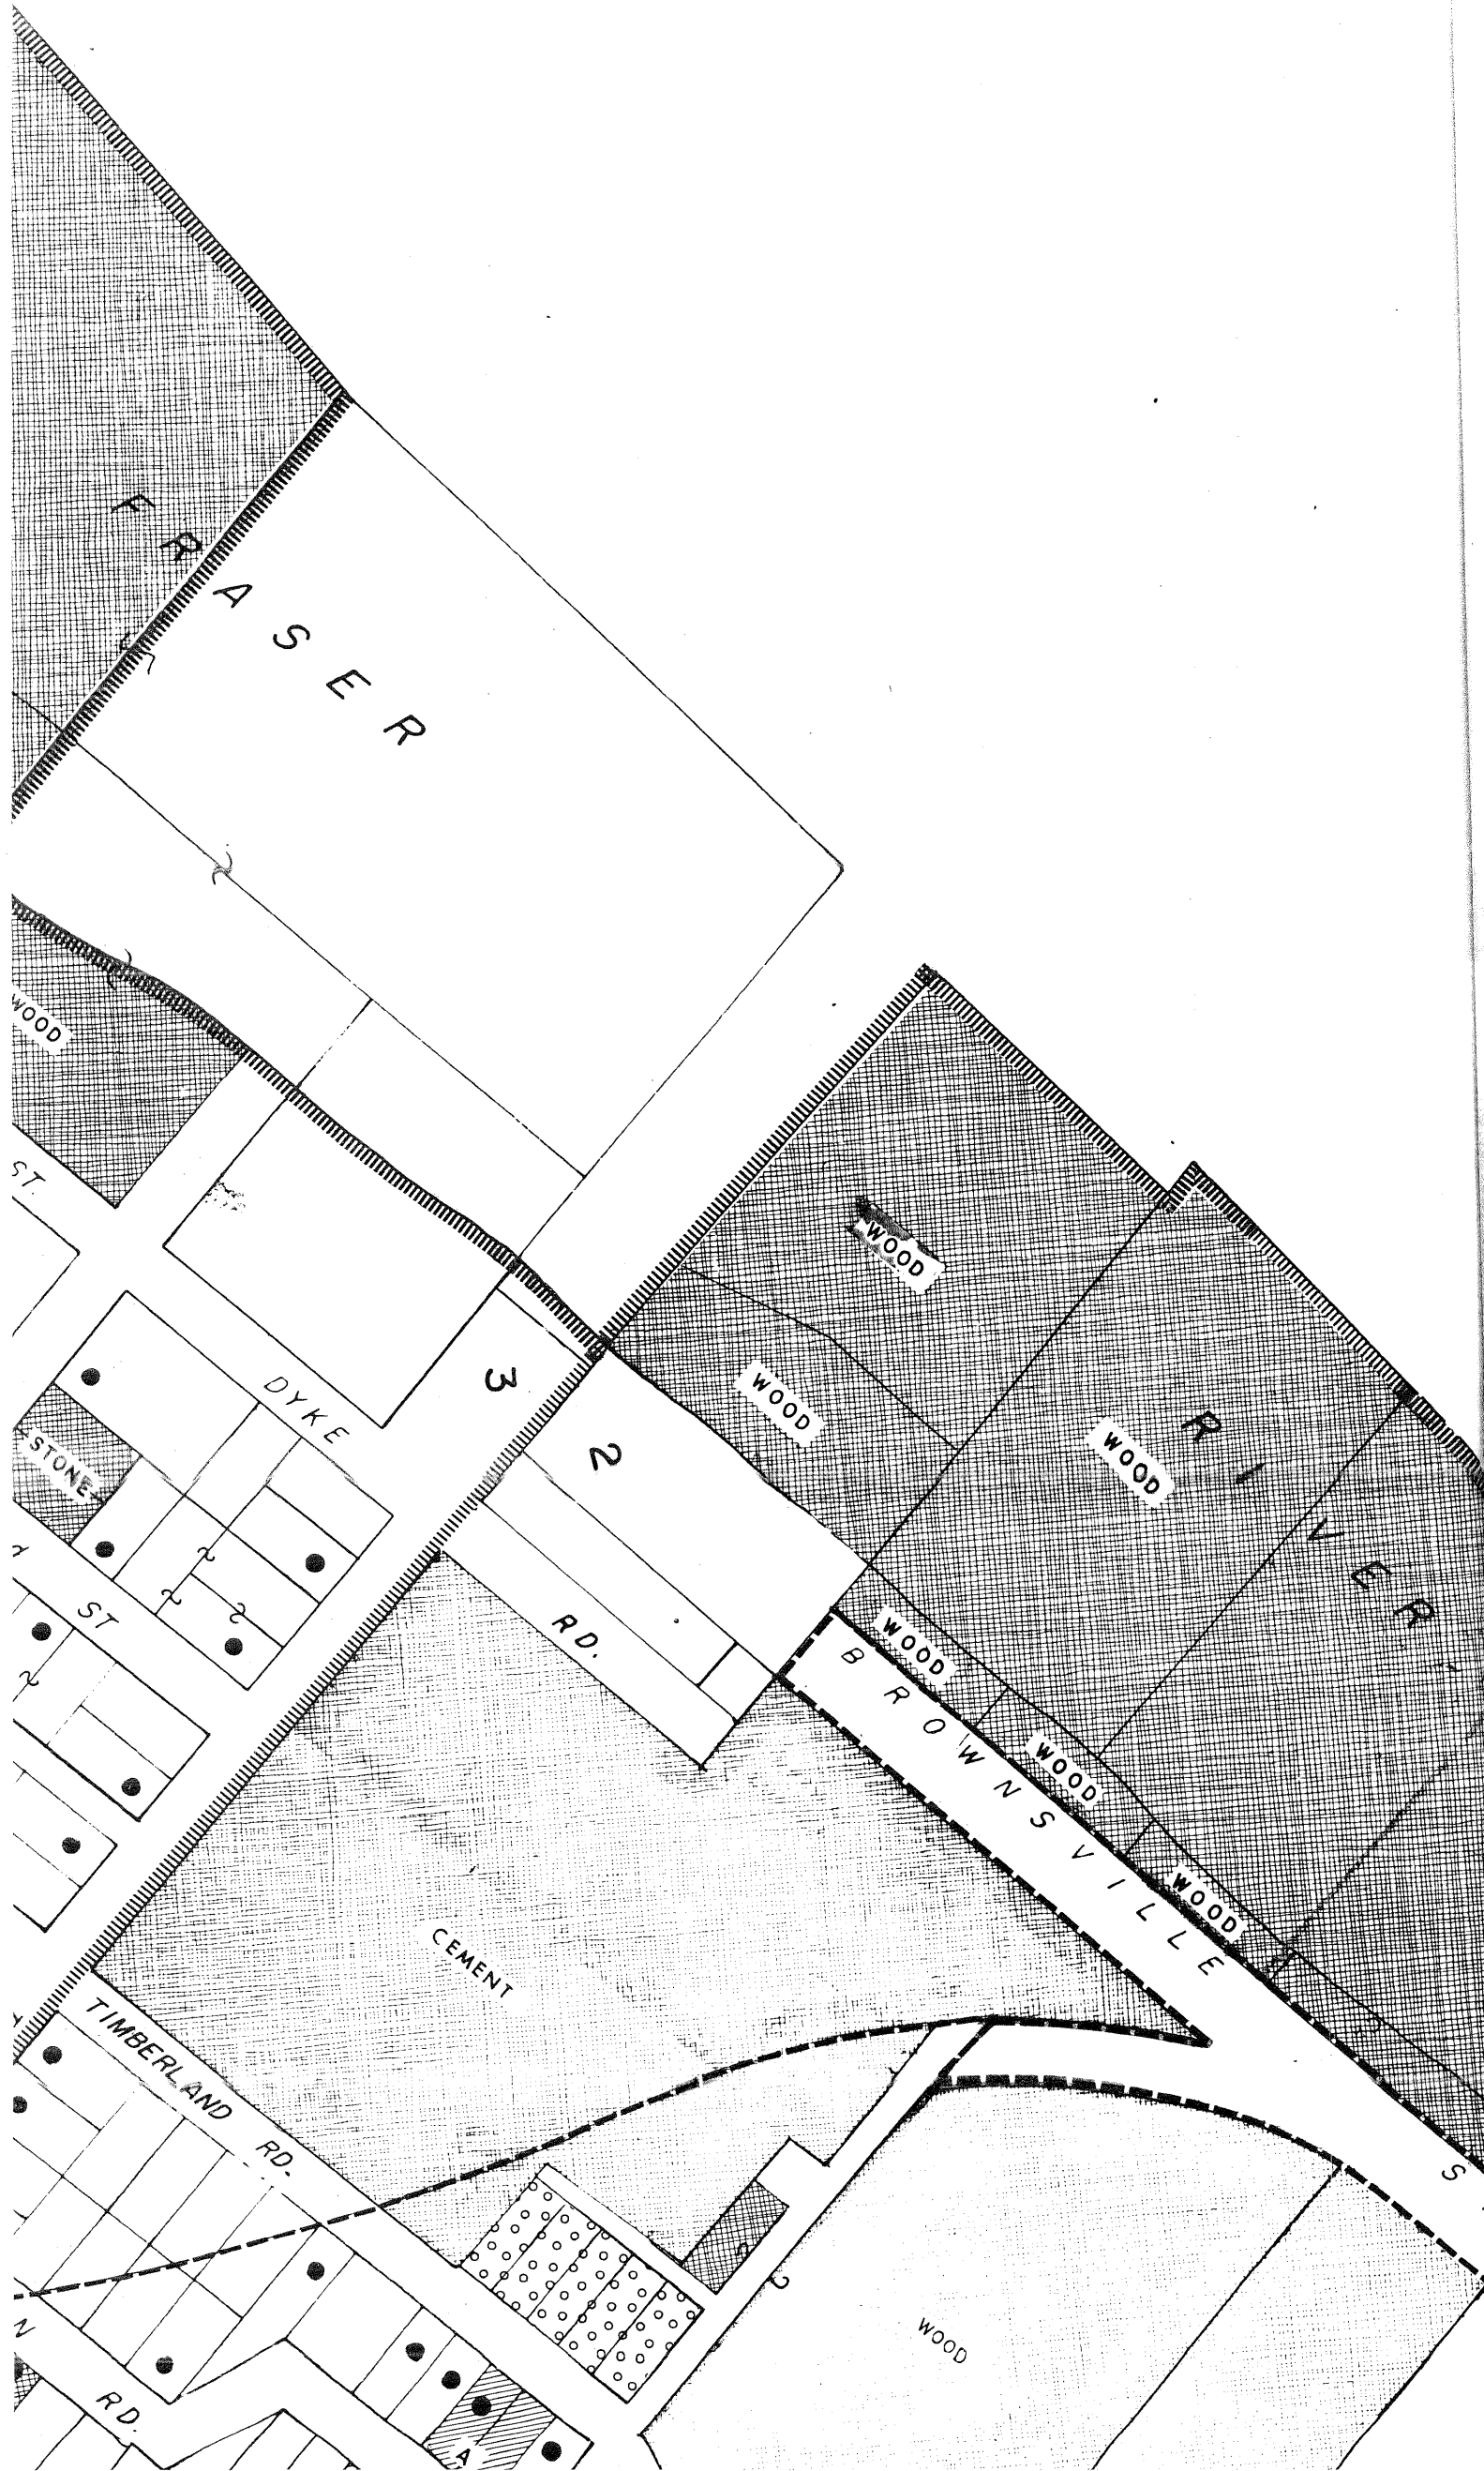 FRASER
WOOD
ST.
WOOD
3
DYKE
2
WOOD
RIVER
WOOD
STONE
ST
RD.
WOOD
BROWNSVILLE
WOOD
WOOD
CEMENT
TIMBERLAND
RD.
S
WOOD
N
RD.
A